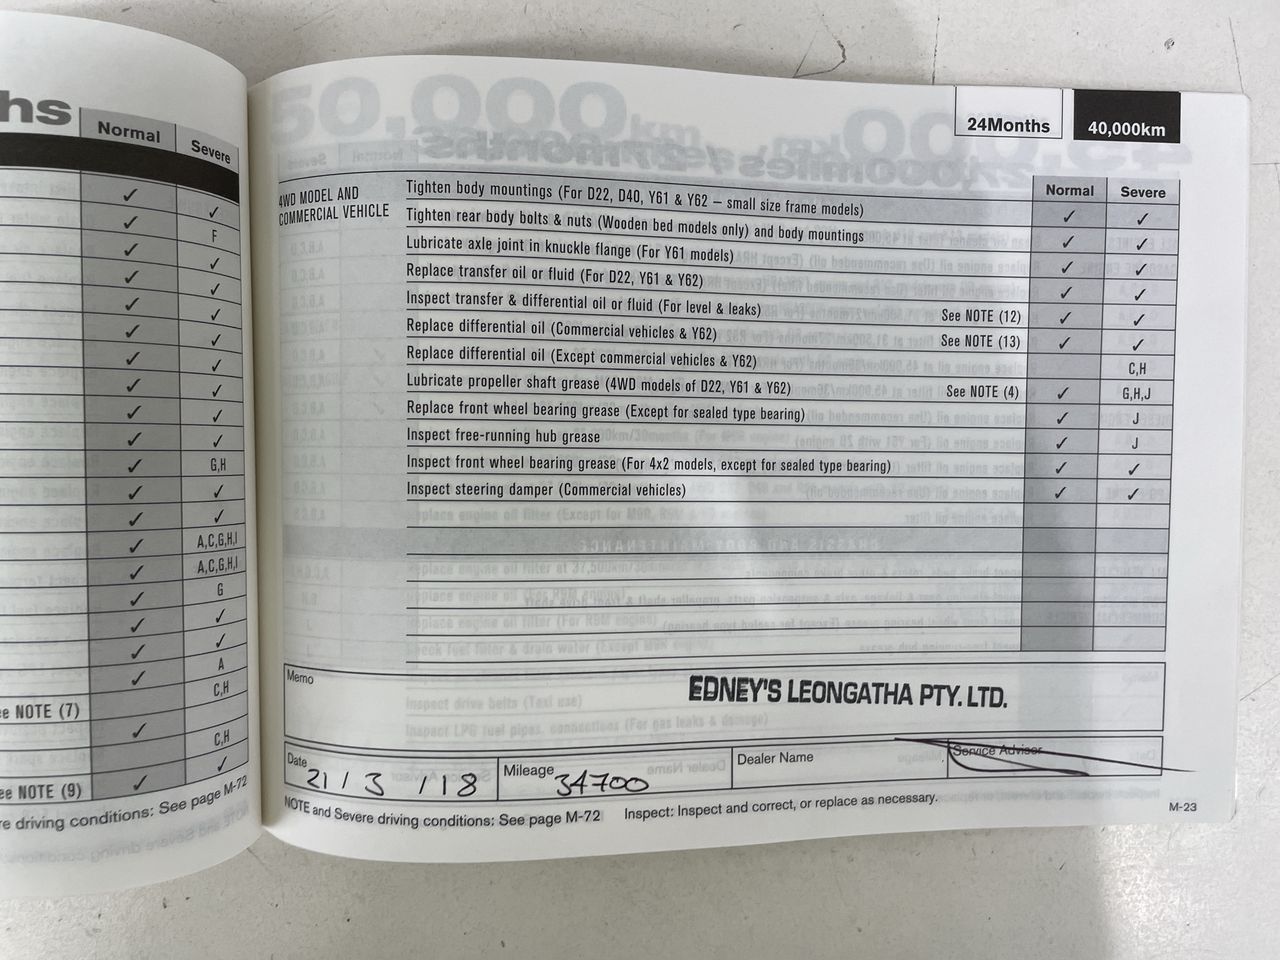 hs
Normal
Severe
✓
✓
✓ F
✓ ✓
✓ ✓
✓ ✓
✓ ✓
✓ ✓
✓ ✓
✓ ✓
✓ G,H
✓ ✓
✓ ✓
✓ A,C,G,H,I
✓ A,C,G,H,I
✓ G
✓ ✓
✓ ✓
✓ A
C,H
ee NOTE (7)
✓ C,H
✓
ee NOTE (9) ✓
re driving conditions: See page M-72
24Months
40,000km
Normal Severe
4WD MODEL AND
COMMERCIAL VEHICLE
Tighten body mountings (For D22, D40, Y61 & Y62 – small size frame models) ✓ ✓
Tighten rear body bolts & nuts (Wooden bed models only) and body mountings ✓ ✓
Lubricate axle joint in knuckle flange (For Y61 models) ✓ ✓
Replace transfer oil or fluid (For D22, Y61 & Y62) ✓ ✓
Inspect transfer & differential oil or fluid (For level & leaks) See NOTE (12) ✓ ✓
Replace differential oil (Commercial vehicles & Y62) See NOTE (13) ✓ ✓
Replace differential oil (Except commercial vehicles & Y62) C,H
Lubricate propeller shaft grease (4WD models of D22, Y61 & Y62) See NOTE (4) ✓ G,H,J
Replace front wheel bearing grease (Except for sealed type bearing) ✓ J
Inspect free-running hub grease ✓ J
Inspect front wheel bearing grease (For 4x2 models, except for sealed type bearing) ✓ ✓
Inspect steering damper (Commercial vehicles) ✓ ✓
Memo
EDNEY'S LEONGATHA PTY. LTD.
Date 21 / 3 / 18
Mileage 34700
Dealer Name
Service Advisor
NOTE and Severe driving conditions: See page M-72
Inspect: Inspect and correct, or replace as necessary.
M-23